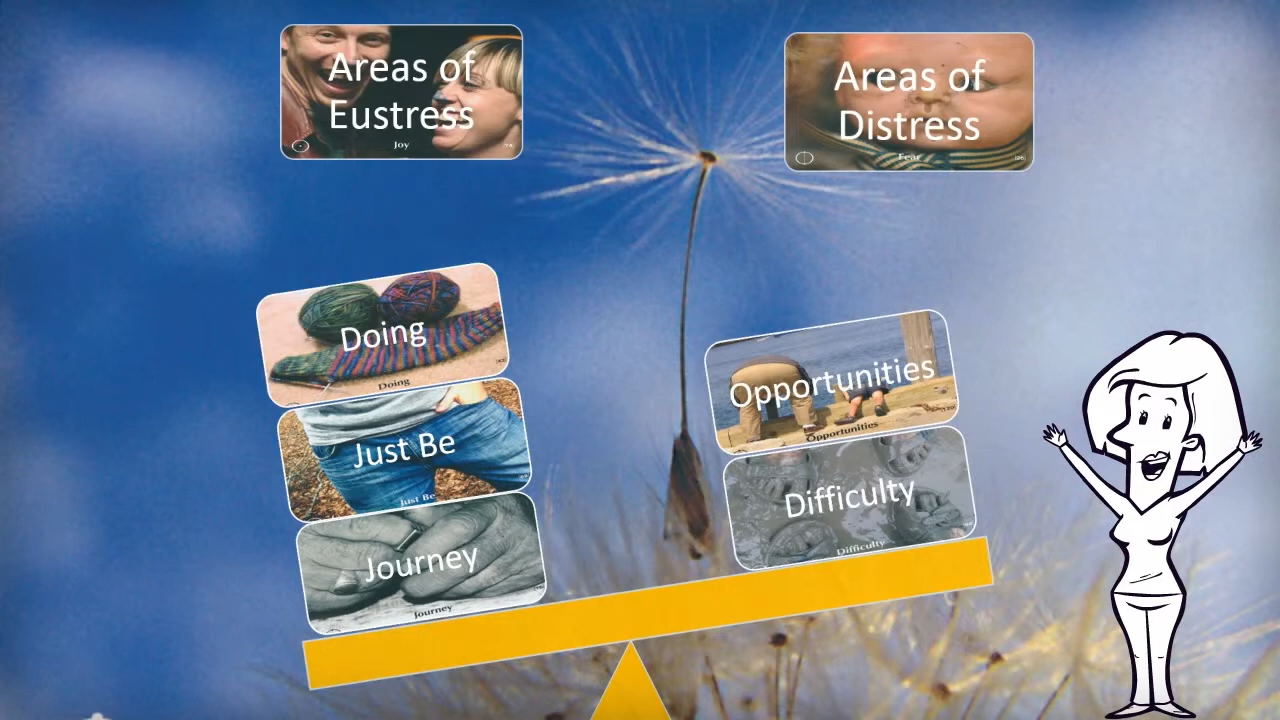 Areas of
Eustress
Joy
Areas of
Distress
Fear
Doing
Doing
Just Be
Just Be
Journey
Journey
Opportunities
Opportunities
Difficulty
Difficulty